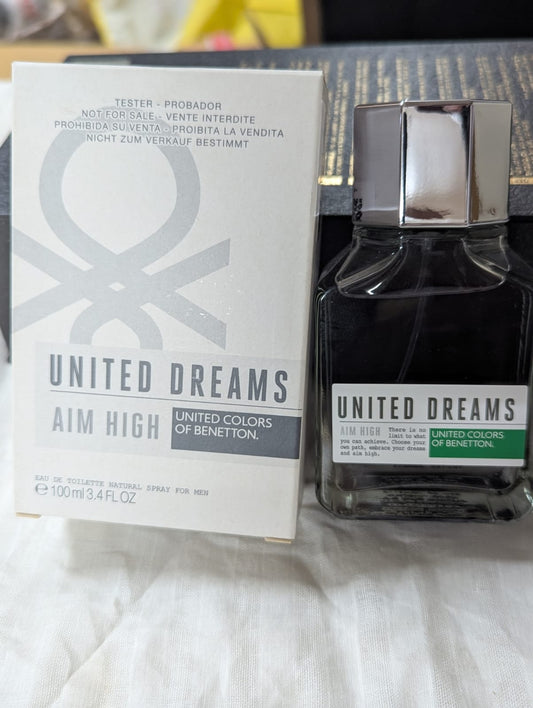 TESTER - PROBADOR
NOT FOR SALE - VENTE INTERDITE
PROHIBIDA SU VENTA - PROIBITA LA VENDITA
NICHT ZUM VERKAUF BESTIMMT
UNITED DREAMS
AIM HIGH
UNITED COLORS
OF BENETTON.
EAU DE TOILETTE NATURAL SPRAY FOR MEN
℮100 ml 3.4 FL OZ
UNITED DREAMS
AIM HIGH
There is no
limit to what
you can achieve. Choose your
own path, embrace your dreams
and aim high.
UNITED COLORS
OF BENETTON.